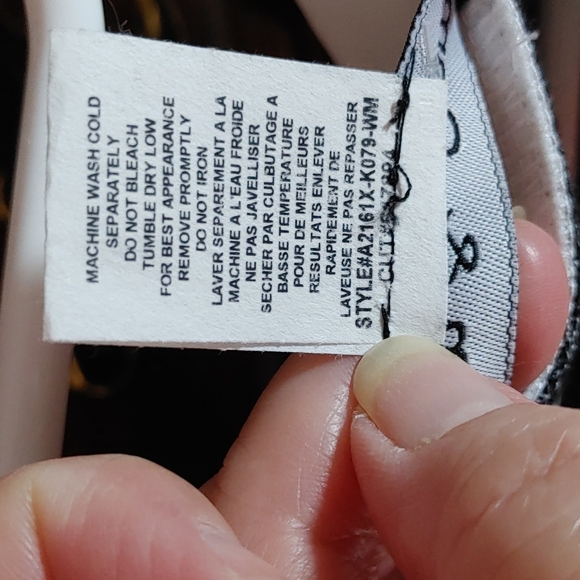 MACHINE WASH COLD
SEPARATELY
DO NOT BLEACH
TUMBLE DRY LOW
FOR BEST APPEARANCE
REMOVE PROMPTLY
DO NOT IRON
LAVER SEPAREMENT A LA
MACHINE A L'EAU FROIDE
NE PAS JAVELLISER
SECHER PAR CULBUTAGE A
BASSE TEMPERATURE
POUR DE MEILLEURS
RESULTATS ENLEVER
RAPIDEMENT DE
LAVEUSE NE PAS REPASSER
STYLE#A2161X-K079-WM